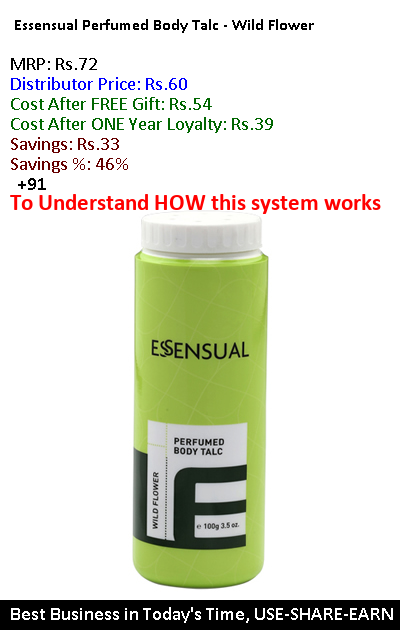 Essensual Perfumed Body Talc - Wild Flower
MRP: Rs.72
Distributor Price: Rs.60
Cost After FREE Gift: Rs.54
Cost After ONE Year Loyalty: Rs.39
Savings: Rs.33
Savings %: 46%
+91
To Understand HOW this system works
ESSENSUAL
PERFUMED
BODY TALC
WILD FLOWER
e 100g 3.5 oz.
Best Business in Today's Time, USE-SHARE-EARN